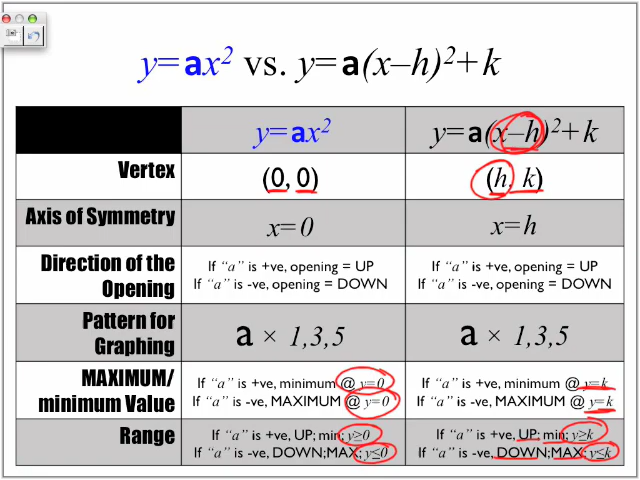 y=ax² vs. y=a(x–h)²+k
y=ax² y=a(x–h)²+k
Vertex (0, 0) (h, k)
Axis of Symmetry x=0 x=h
Direction of the Opening
If "a" is +ve, opening = UP
If "a" is -ve, opening = DOWN
If "a" is +ve, opening = UP
If "a" is -ve, opening = DOWN
Pattern for Graphing
a × 1,3,5
a × 1,3,5
MAXIMUM/
minimum Value
If "a" is +ve, minimum @ y=0
If "a" is -ve, MAXIMUM @ y=0
If "a" is +ve, minimum @ y=k
If "a" is -ve, MAXIMUM @ y=k
Range
If "a" is +ve, UP; min; y≥0
If "a" is -ve, DOWN;MAX; y≤0
If "a" is +ve, UP; min; y≥k
If "a" is -ve, DOWN;MAX; y≤k